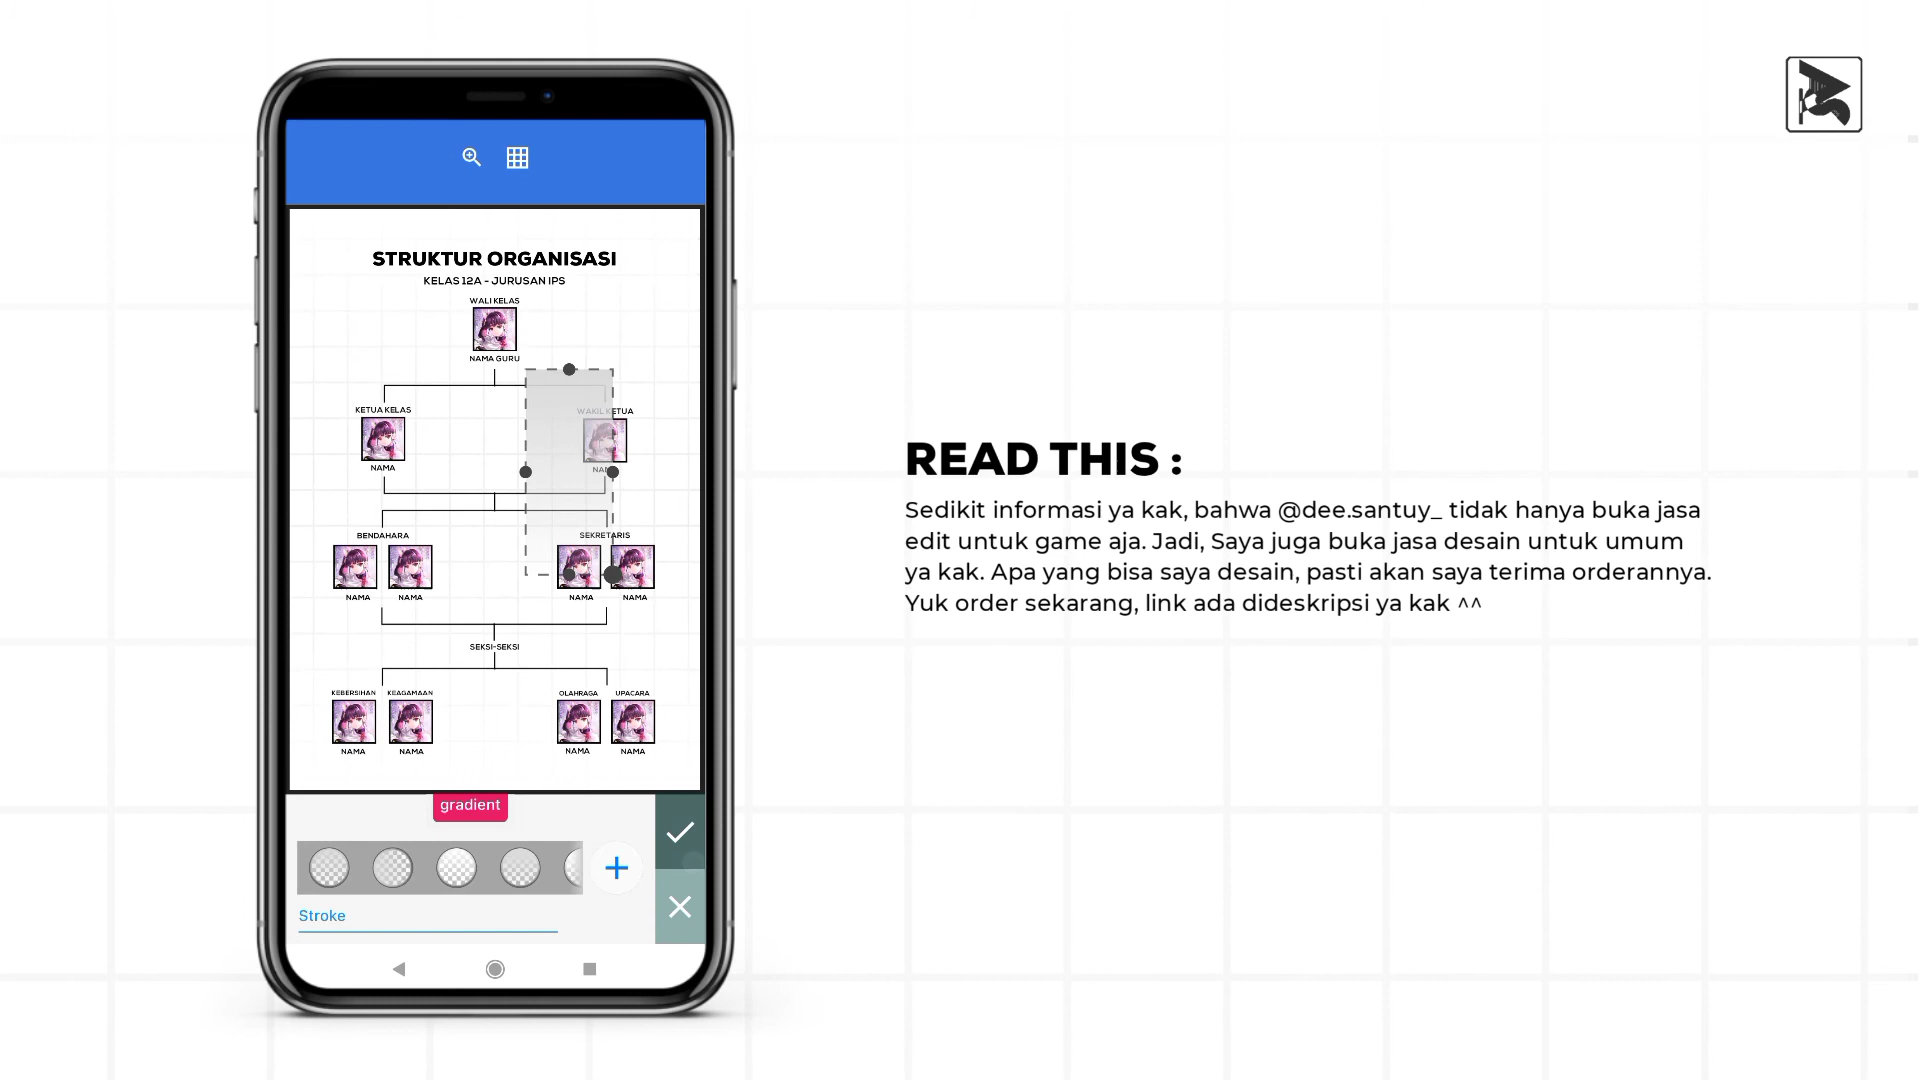 STRUKTUR ORGANISASI
KELAS 12A - JURUSAN IPS
WALI KELAS
NAMA GURU
KETUA KELAS
WAKIL KETUA
NAMA
NAMA
BENDAHARA
SEKRETARIS
NAMA NAMA
NAMA NAMA
SEKSI-SEKSI
KEBERSIHAN KEAGAMAAN
OLAHRAGA UPACARA
NAMA NAMA
NAMA NAMA
gradient
Stroke
READ THIS :
Sedikit informasi ya kak, bahwa @dee.santuy_ tidak hanya buka jasa
edit untuk game aja. Jadi, Saya juga buka jasa desain untuk umum
ya kak. Apa yang bisa saya desain, pasti akan saya terima orderannya.
Yuk order sekarang, link ada dideskripsi ya kak ^^